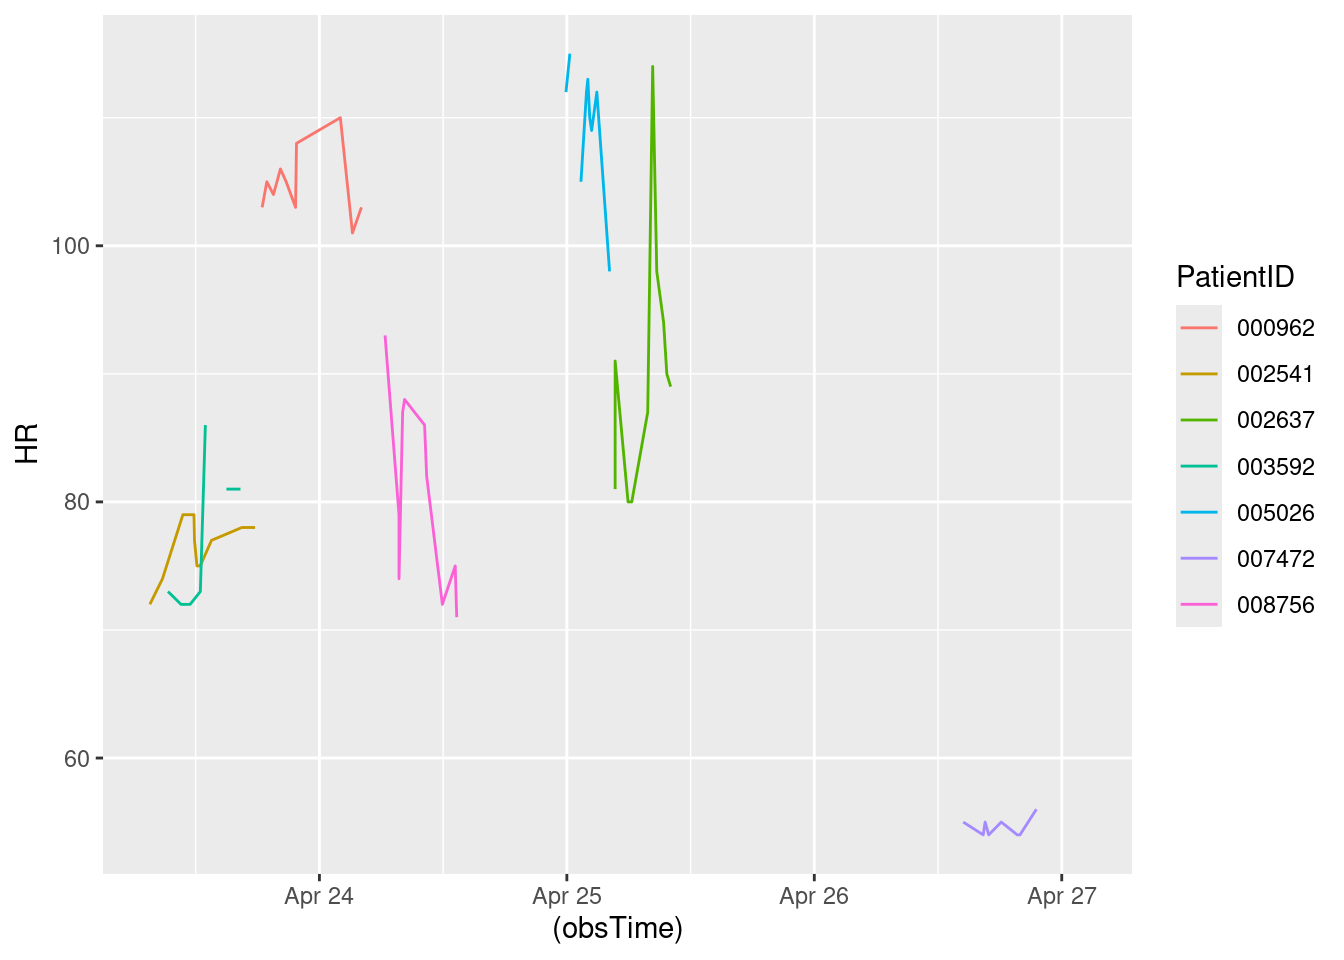 HR
100
80
60
Apr 24
Apr 25
Apr 26
Apr 27
(obsTime)
PatientID
000962
002541
002637
003592
005026
007472
008756